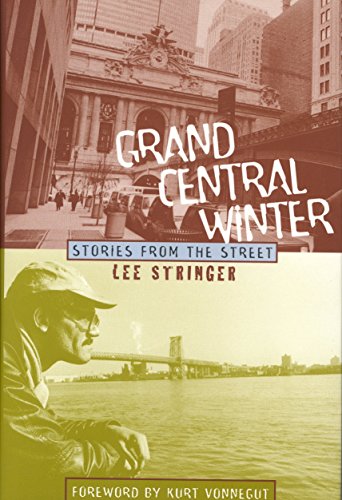 GRAND
CENTRAL
WINTER
STORIES FROM THE STREET
LEE STRINGER
FOREWORD BY KURT VONNEGUT